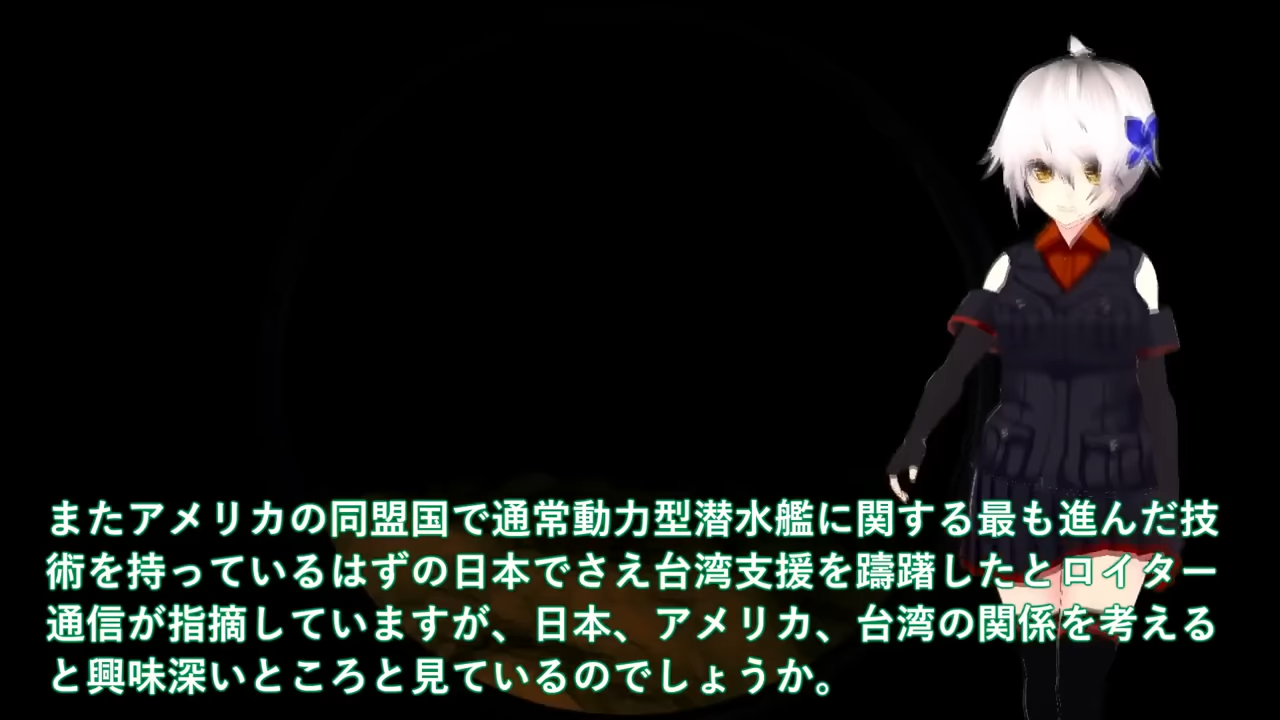 またアメリカの同盟国で通常動力型潜水艦に関する最も進んだ技
術を持っているはずの日本でさえ台湾支援を躊躇したとロイター
通信が指摘していますが、日本、アメリカ、台湾の関係を考える
と興味深いところと見ているのでしょうか。